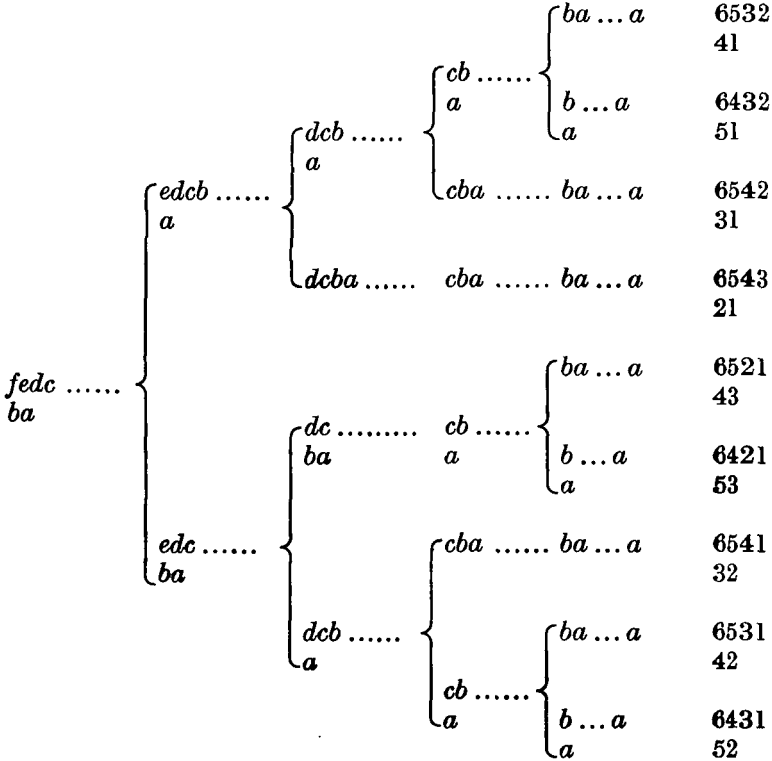 ba ... a 6532
41
cb ......
a
b ... a 6432
a 51
dcb ......
a
cba ...... ba ... a 6542
31
edcb ......
a
dcba ...... cba ...... ba ... a 6543
21
fedc ......
ba
ba ... a 6521
43
dc ......... cb ......
ba a
b ... a 6421
a 53
edc ......
ba
cba ...... ba ... a 6541
32
dcb ......
a
ba ... a 6531
42
cb ......
a
b ... a 6431
a 52